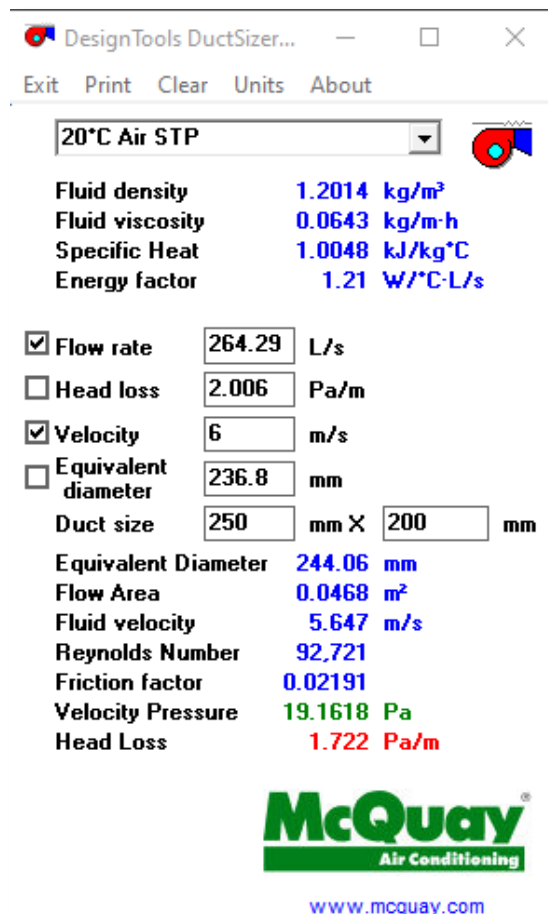 DesignTools DuctSizer...
Exit Print Clear Units About
20°C Air STP
Fluid density 1.2014 kg/m³
Fluid viscosity 0.0643 kg/m·h
Specific Heat 1.0048 kJ/kg°C
Energy factor 1.21 W/°C·L/s
Flow rate 264.29 L/s
Head loss 2.006 Pa/m
Velocity 6 m/s
Equivalent
diameter 236.8 mm
Duct size 250 mm X 200 mm
Equivalent Diameter 244.06 mm
Flow Area 0.0468 m²
Fluid velocity 5.647 m/s
Reynolds Number 92,721
Friction factor 0.02191
Velocity Pressure 19.1618 Pa
Head Loss 1.722 Pa/m
McQuay®
Air Conditioning
www.mcquay.com